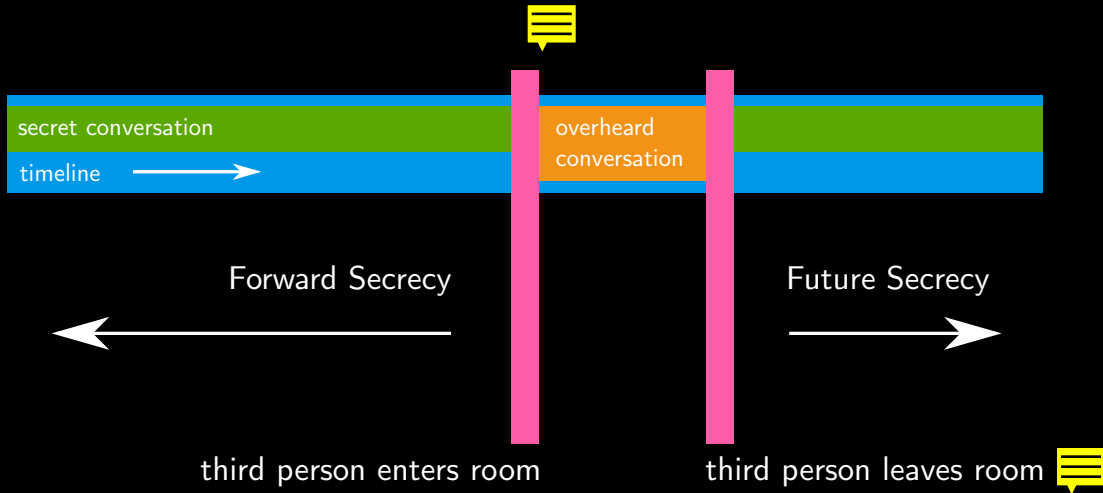 secret conversation
overheard
conversation
timeline
Forward Secrecy
Future Secrecy
third person enters room
third person leaves room